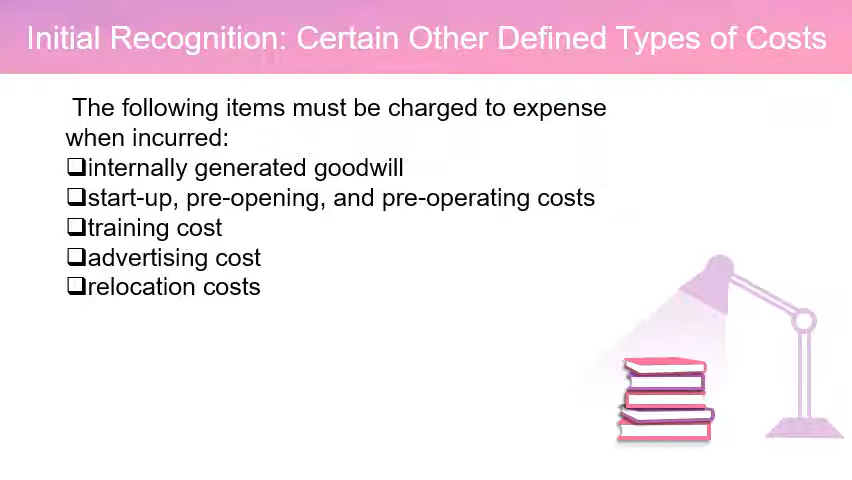 Initial Recognition: Certain Other Defined Types of Costs
The following items must be charged to expense
when incurred:
❑internally generated goodwill
❑start-up, pre-opening, and pre-operating costs
❑training cost
❑advertising cost
❑relocation costs